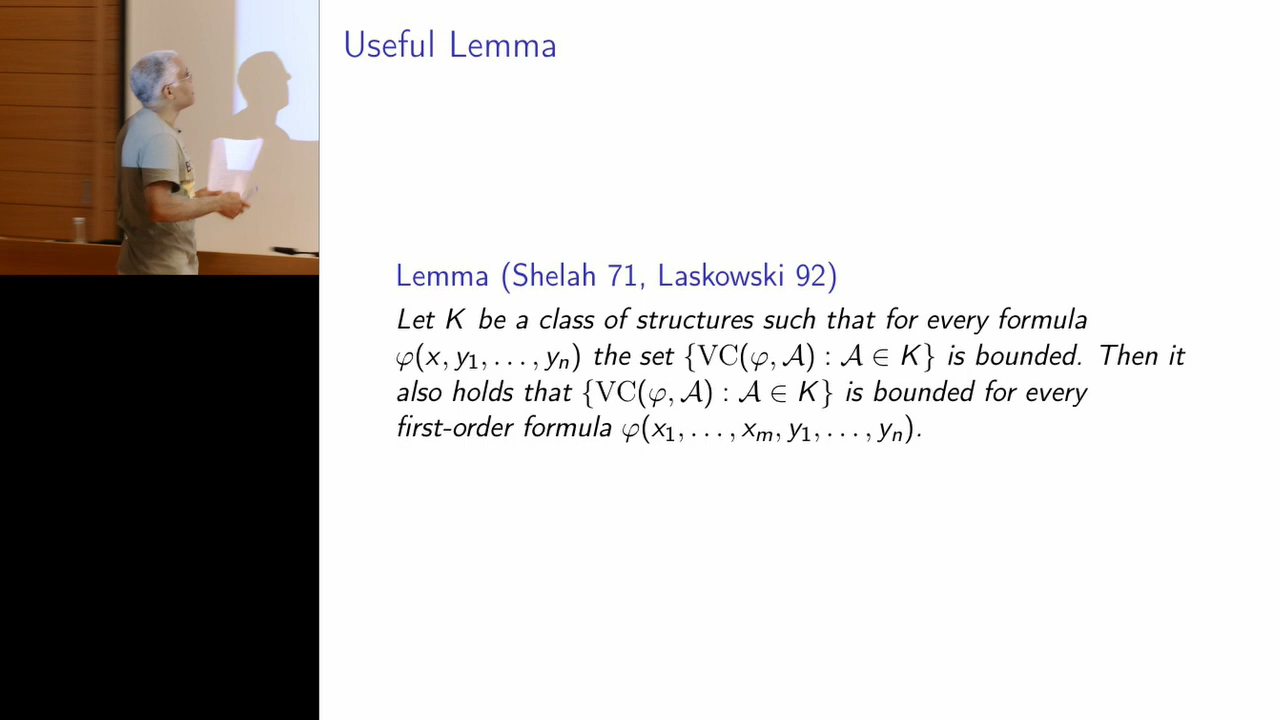 Useful Lemma
Lemma (Shelah 71, Laskowski 92)
Let K be a class of structures such that for every formula
φ(x, y₁, . . . , yₙ) the set {VC(φ, 𝒜) : 𝒜 ∈ K} is bounded. Then it
also holds that {VC(φ, 𝒜) : 𝒜 ∈ K} is bounded for every
first-order formula φ(x₁, . . . , xₘ, y₁, . . . , yₙ).